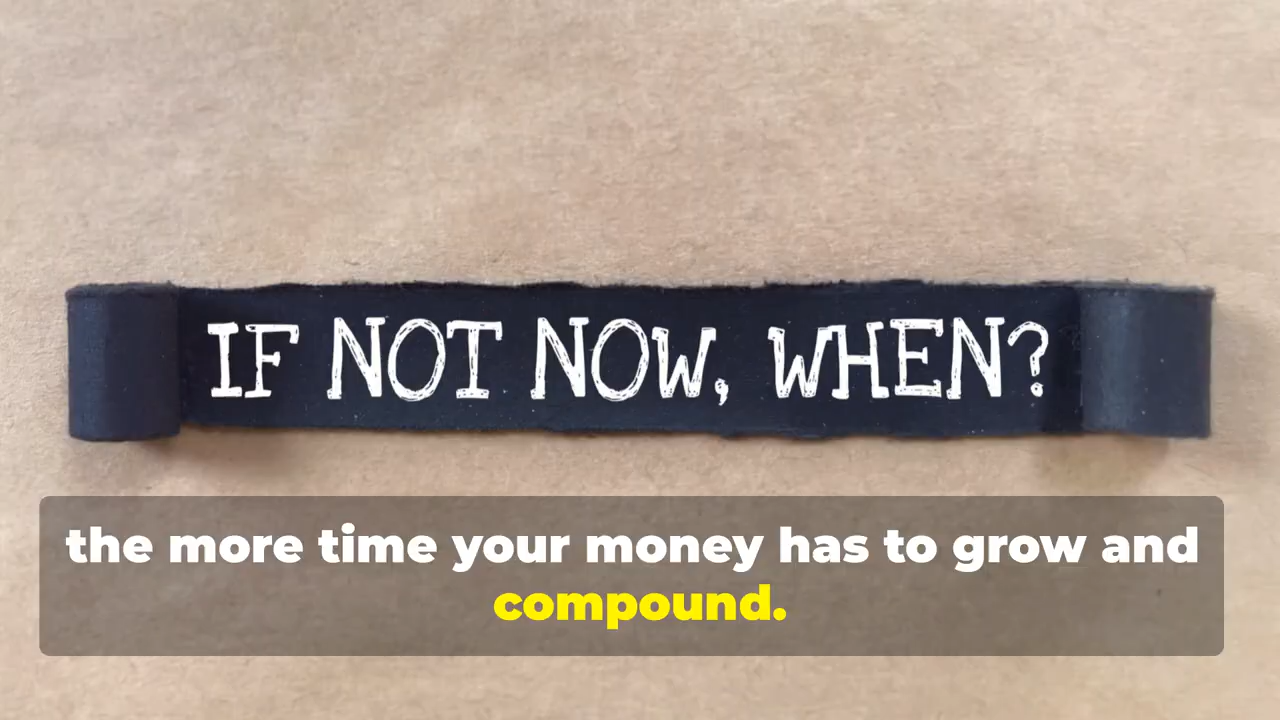 IF NOT NOW, WHEN?
the more time your money has to grow and
compound.